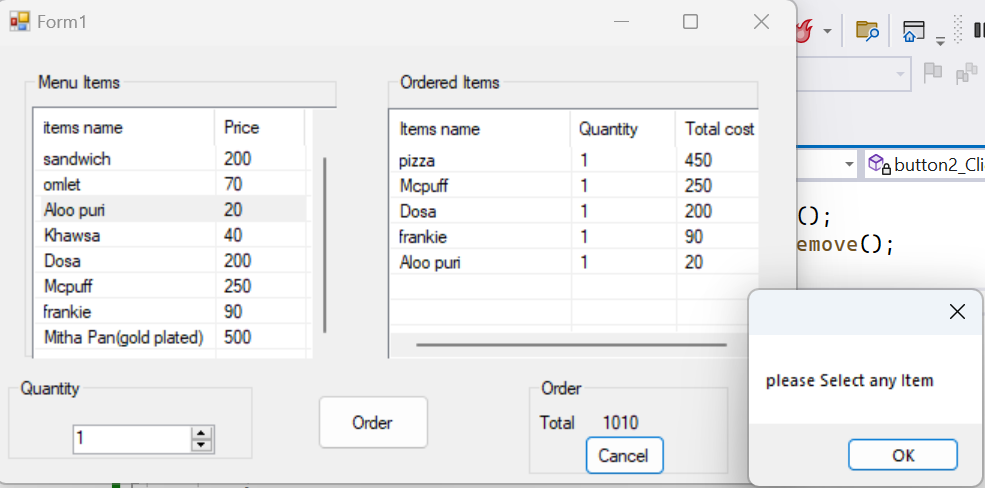 Form1
Menu Items
items name Price
sandwich 200
omlet 70
Aloo puri 20
Khawsa 40
Dosa 200
Mcpuff 250
frankie 90
Mitha Pan(gold plated) 500
Ordered Items
Items name Quantity Total cost
pizza 1 450
Mcpuff 1 250
Dosa 1 200
frankie 1 90
Aloo puri 1 20
Quantity
1
Order
Order
Total 1010
Cancel
button2_Cli
();
emove();
please Select any Item
OK